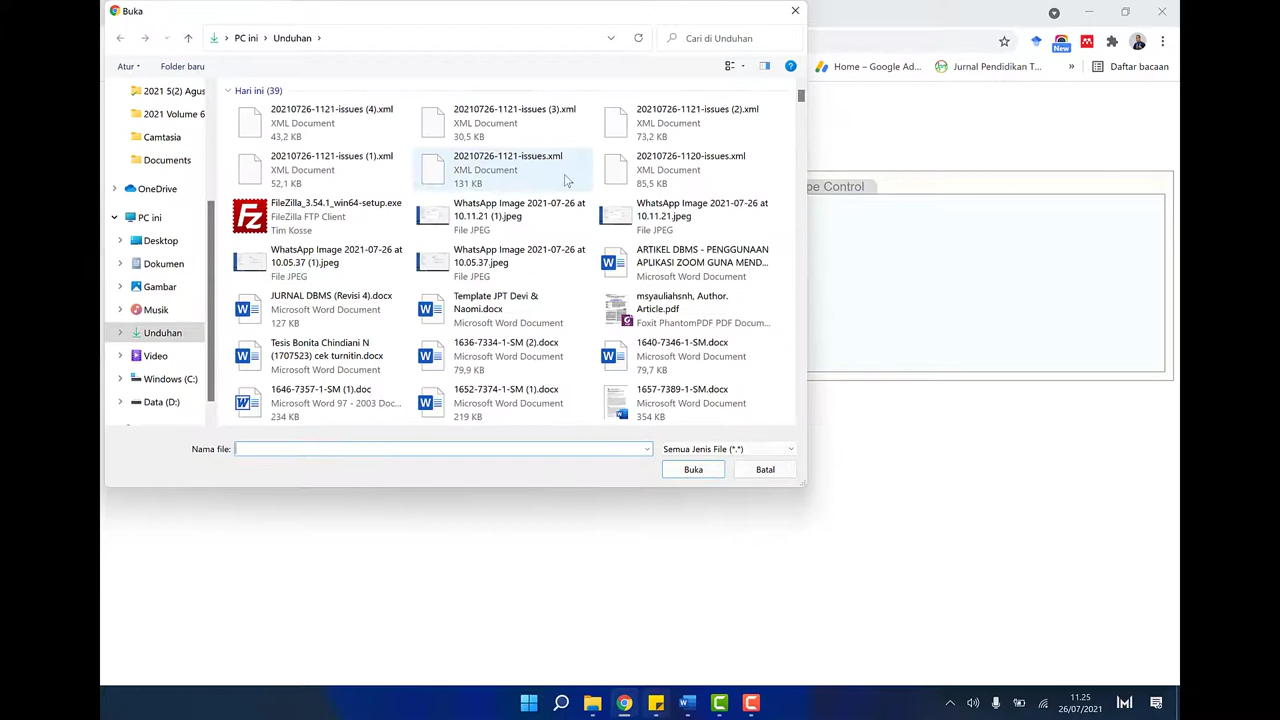 Buka
PC ini > Unduhan >
Cari di Unduhan
Atur
Folder baru
New
Home – Google Ad...
Jurnal Pendidikan T...
»
Daftar bacaan
2021 5(2) Agus
2021 Volume 6
Camtasia
Documents
OneDrive
PC ini
Desktop
Dokumen
Gambar
Musik
Unduhan
Video
Windows (C:)
Data (D:)
Hari ini (39)
20210726-1121-issues (4).xml
XML Document
43,2 KB
20210726-1121-issues (3).xml
XML Document
30,5 KB
20210726-1121-issues (2).xml
XML Document
73,2 KB
20210726-1121-issues (1).xml
XML Document
52,1 KB
20210726-1121-issues.xml
XML Document
131 KB
20210726-1120-issues.xml
XML Document
85,5 KB
FileZilla_3.54.1_win64-setup.exe
FileZilla FTP Client
Tim Kosse
WhatsApp Image 2021-07-26 at
10.11.21 (1).jpeg
File JPEG
WhatsApp Image 2021-07-26 at
10.11.21.jpeg
File JPEG
WhatsApp Image 2021-07-26 at
10.05.37 (1).jpeg
File JPEG
WhatsApp Image 2021-07-26 at
10.05.37.jpeg
File JPEG
ARTIKEL DBMS - PENGGUNAAN
APLIKASI ZOOM GUNA MEND...
Microsoft Word Document
JURNAL DBMS (Revisi 4).docx
Microsoft Word Document
127 KB
Template JPT Devi &
Naomi.docx
Microsoft Word Document
msyauliahsnh, Author.
Article.pdf
Foxit PhantomPDF PDF Docum...
Tesis Bonita Chindiani N
(1707523) cek turnitin.docx
Microsoft Word Document
1636-7334-1-SM (2).docx
Microsoft Word Document
79,9 KB
1640-7346-1-SM.docx
Microsoft Word Document
79,7 KB
1646-7357-1-SM (1).doc
Microsoft Word 97 - 2003 Doc...
234 KB
1652-7374-1-SM (1).docx
Microsoft Word Document
219 KB
1657-7389-1-SM.docx
Microsoft Word Document
354 KB
pe Control
Nama file:
Semua Jenis File (*.*)
Buka
Batal
11.25
26/07/2021